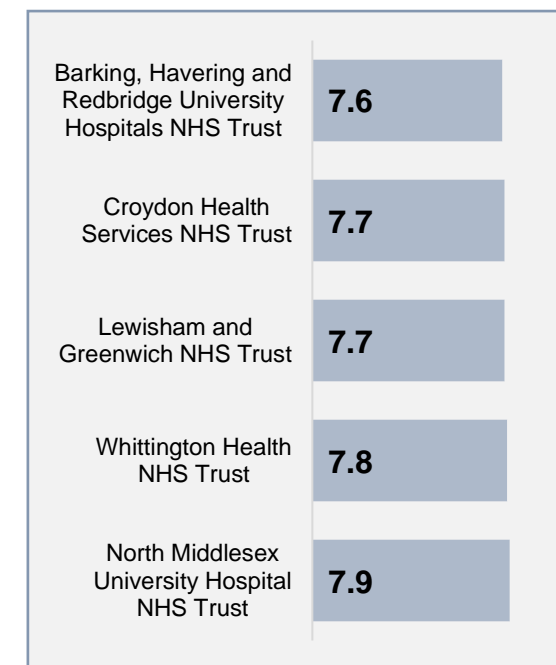 Barking, Havering and
Redbridge University
Hospitals NHS Trust
7.6
Croydon Health
Services NHS Trust
7.7
Lewisham and
Greenwich NHS Trust
7.7
Whittington Health
NHS Trust
7.8
North Middlesex
University Hospital
NHS Trust
7.9